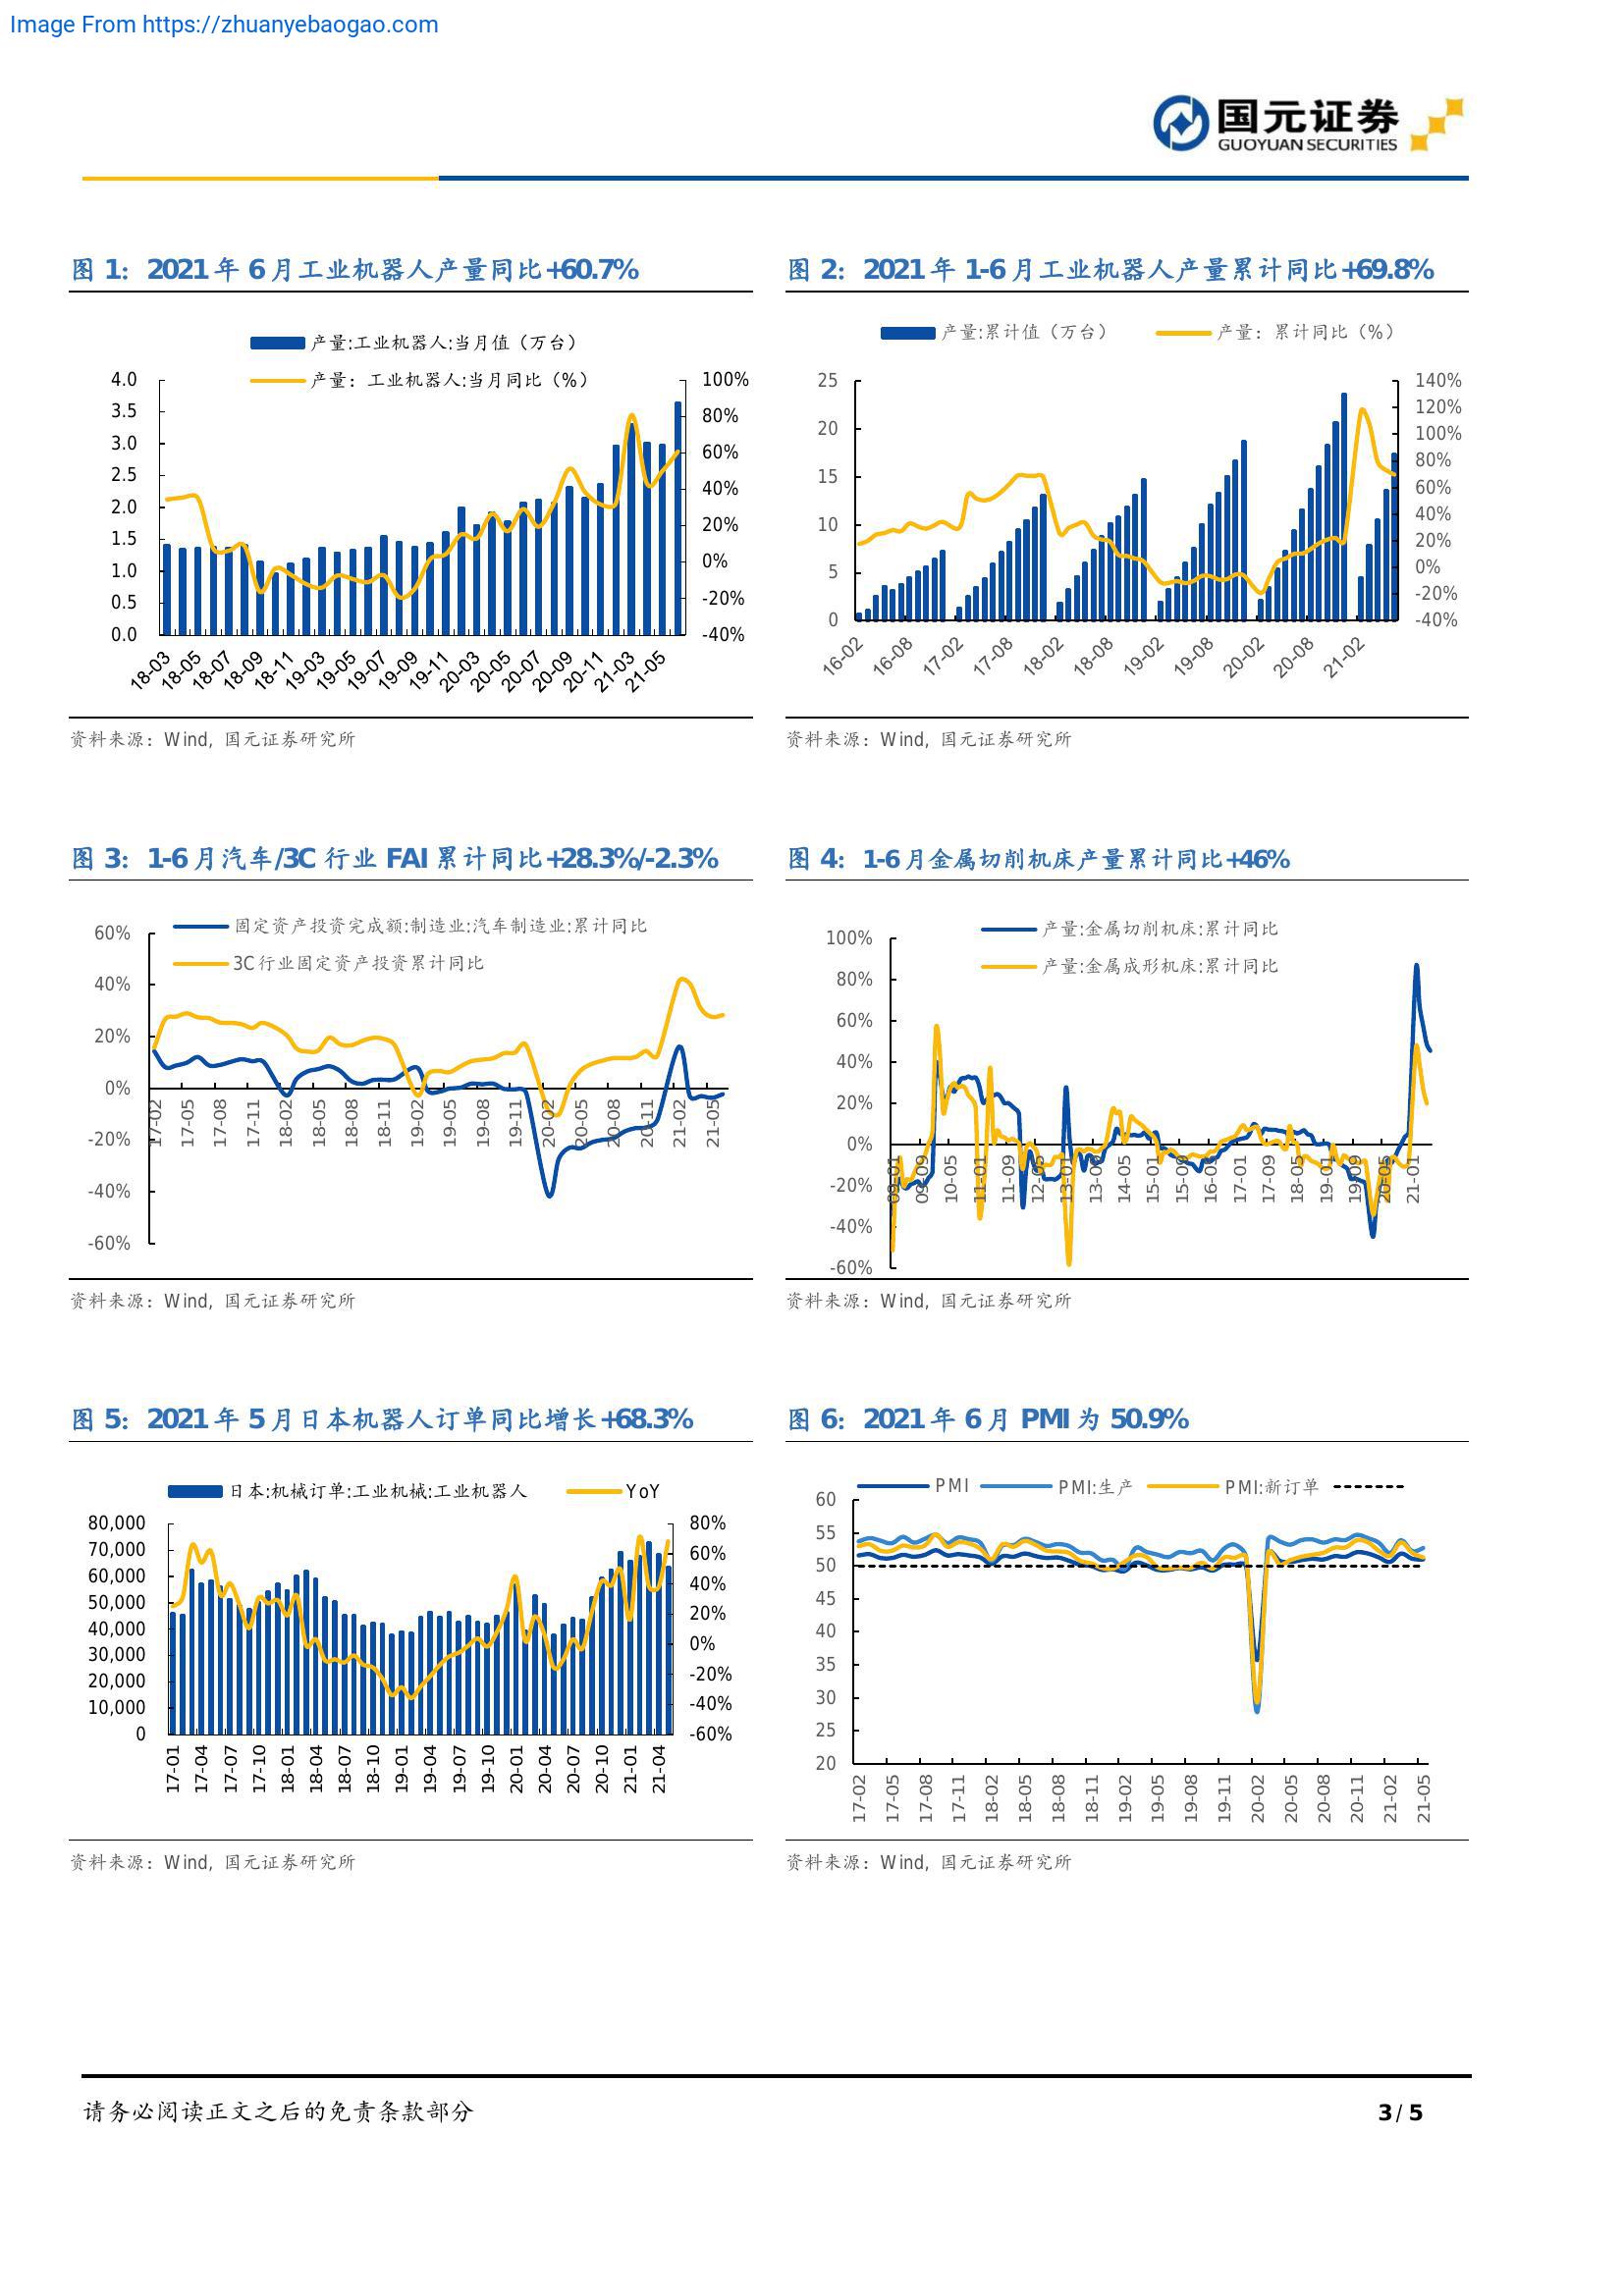 Image From https://zhuanyebaogao.com
国元证券
GUOYUAN SECURITIES
图 1：2021 年 6 月工业机器人产量同比+60.7%
产量:工业机器人:当月值（万台）
产量：工业机器人:当月同比（%）
4.0
3.5
3.0
2.5
2.0
1.5
1.0
0.5
0.0
100%
80%
60%
40%
20%
0%
-20%
-40%
18-03 18-05 18-07 18-09 18-11 19-03 19-05 19-07 19-09 19-11 20-03 20-05 20-07 20-09 20-11 21-03 21-05
资料来源：Wind, 国元证券研究所
图 2：2021 年 1-6 月工业机器人产量累计同比+69.8%
产量:累计值（万台） 产量：累计同比（%）
25
20
15
10
5
0
140%
120%
100%
80%
60%
40%
20%
0%
-20%
-40%
16-02 16-08 17-02 17-08 18-02 18-08 19-02 19-08 20-02 20-08 21-02
资料来源：Wind, 国元证券研究所
图 3：1-6 月汽车/3C 行业 FAI 累计同比+28.3%/-2.3%
固定资产投资完成额:制造业:汽车制造业:累计同比
3C行业固定资产投资累计同比
60%
40%
20%
0%
-20%
-40%
-60%
17-02 17-05 17-08 17-11 18-02 18-05 18-08 18-11 19-02 19-05 19-08 19-11 20-02 20-05 20-08 20-11 21-02 21-05
资料来源：Wind, 国元证券研究所
图 4：1-6 月金属切削机床产量累计同比+46%
产量:金属切削机床:累计同比
产量:金属成形机床:累计同比
100%
80%
60%
40%
20%
0%
-20%
-40%
-60%
09-01 09-09 10-05 11-01 11-09 12-05 13-01 13-09 14-05 15-01 15-09 16-05 17-01 17-09 18-05 19-01 19-09 20-05 21-01
资料来源：Wind, 国元证券研究所
图 5：2021 年 5 月日本机器人订单同比增长+68.3%
日本:机械订单:工业机械:工业机器人 YoY
80,000
70,000
60,000
50,000
40,000
30,000
20,000
10,000
0
80%
60%
40%
20%
0%
-20%
-40%
-60%
17-01 17-04 17-07 17-10 18-01 18-04 18-07 18-10 19-01 19-04 19-07 19-10 20-01 20-04 20-07 20-10 21-01 21-04
资料来源：Wind, 国元证券研究所
图 6：2021 年 6 月 PMI 为 50.9%
PMI PMI:生产 PMI:新订单
60
55
50
45
40
35
30
25
20
17-02 17-05 17-08 17-11 18-02 18-05 18-08 18-11 19-02 19-05 19-08 19-11 20-02 20-05 20-08 20-11 21-02 21-05
资料来源：Wind, 国元证券研究所
请务必阅读正文之后的免责条款部分
3 / 5